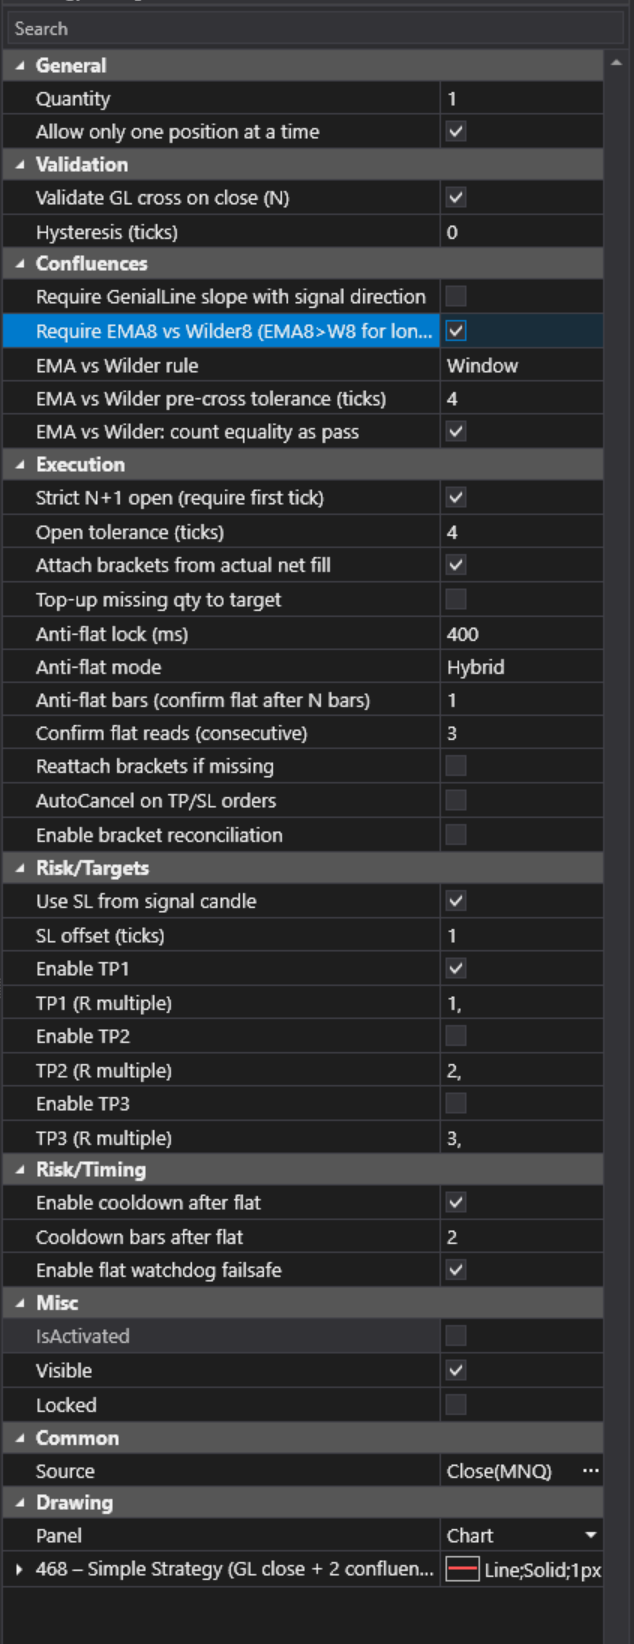 Search
General
Quantity 1
Allow only one position at a time
Validation
Validate GL cross on close (N)
Hysteresis (ticks) 0
Confluences
Require GenialLine slope with signal direction
Require EMA8 vs Wilder8 (EMA8>W8 for lon...
EMA vs Wilder rule Window
EMA vs Wilder pre-cross tolerance (ticks) 4
EMA vs Wilder: count equality as pass
Execution
Strict N+1 open (require first tick)
Open tolerance (ticks) 4
Attach brackets from actual net fill
Top-up missing qty to target
Anti-flat lock (ms) 400
Anti-flat mode Hybrid
Anti-flat bars (confirm flat after N bars) 1
Confirm flat reads (consecutive) 3
Reattach brackets if missing
AutoCancel on TP/SL orders
Enable bracket reconciliation
Risk/Targets
Use SL from signal candle
SL offset (ticks) 1
Enable TP1
TP1 (R multiple) 1,
Enable TP2
TP2 (R multiple) 2,
Enable TP3
TP3 (R multiple) 3,
Risk/Timing
Enable cooldown after flat
Cooldown bars after flat 2
Enable flat watchdog failsafe
Misc
IsActivated
Visible
Locked
Common
Source Close(MNQ) ...
Drawing
Panel Chart
468 – Simple Strategy (GL close + 2 confluen... Line;Solid;1px